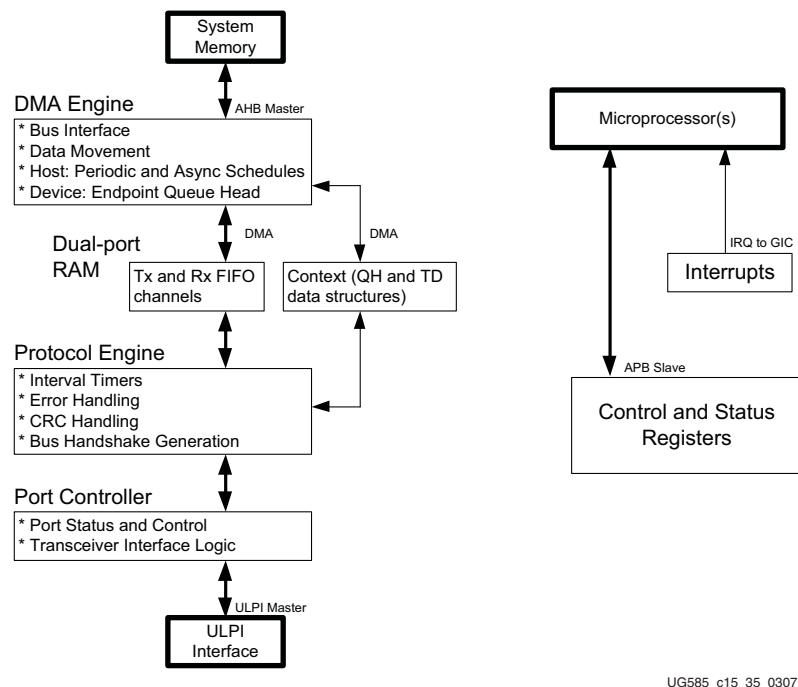 System
Memory
DMA Engine
AHB Master
* Bus Interface
* Data Movement
* Host: Periodic and Async Schedules
* Device: Endpoint Queue Head
Dual-port
RAM
DMA
DMA
Tx and Rx FIFO
channels
Context (QH and TD
data structures)
Protocol Engine
* Interval Timers
* Error Handling
* CRC Handling
* Bus Handshake Generation
Port Controller
* Port Status and Control
* Transceiver Interface Logic
ULPI Master
ULPI
Interface
Microprocessor(s)
IRQ to GIC
Interrupts
APB Slave
Control and Status
Registers
UG585_c15_35_0307